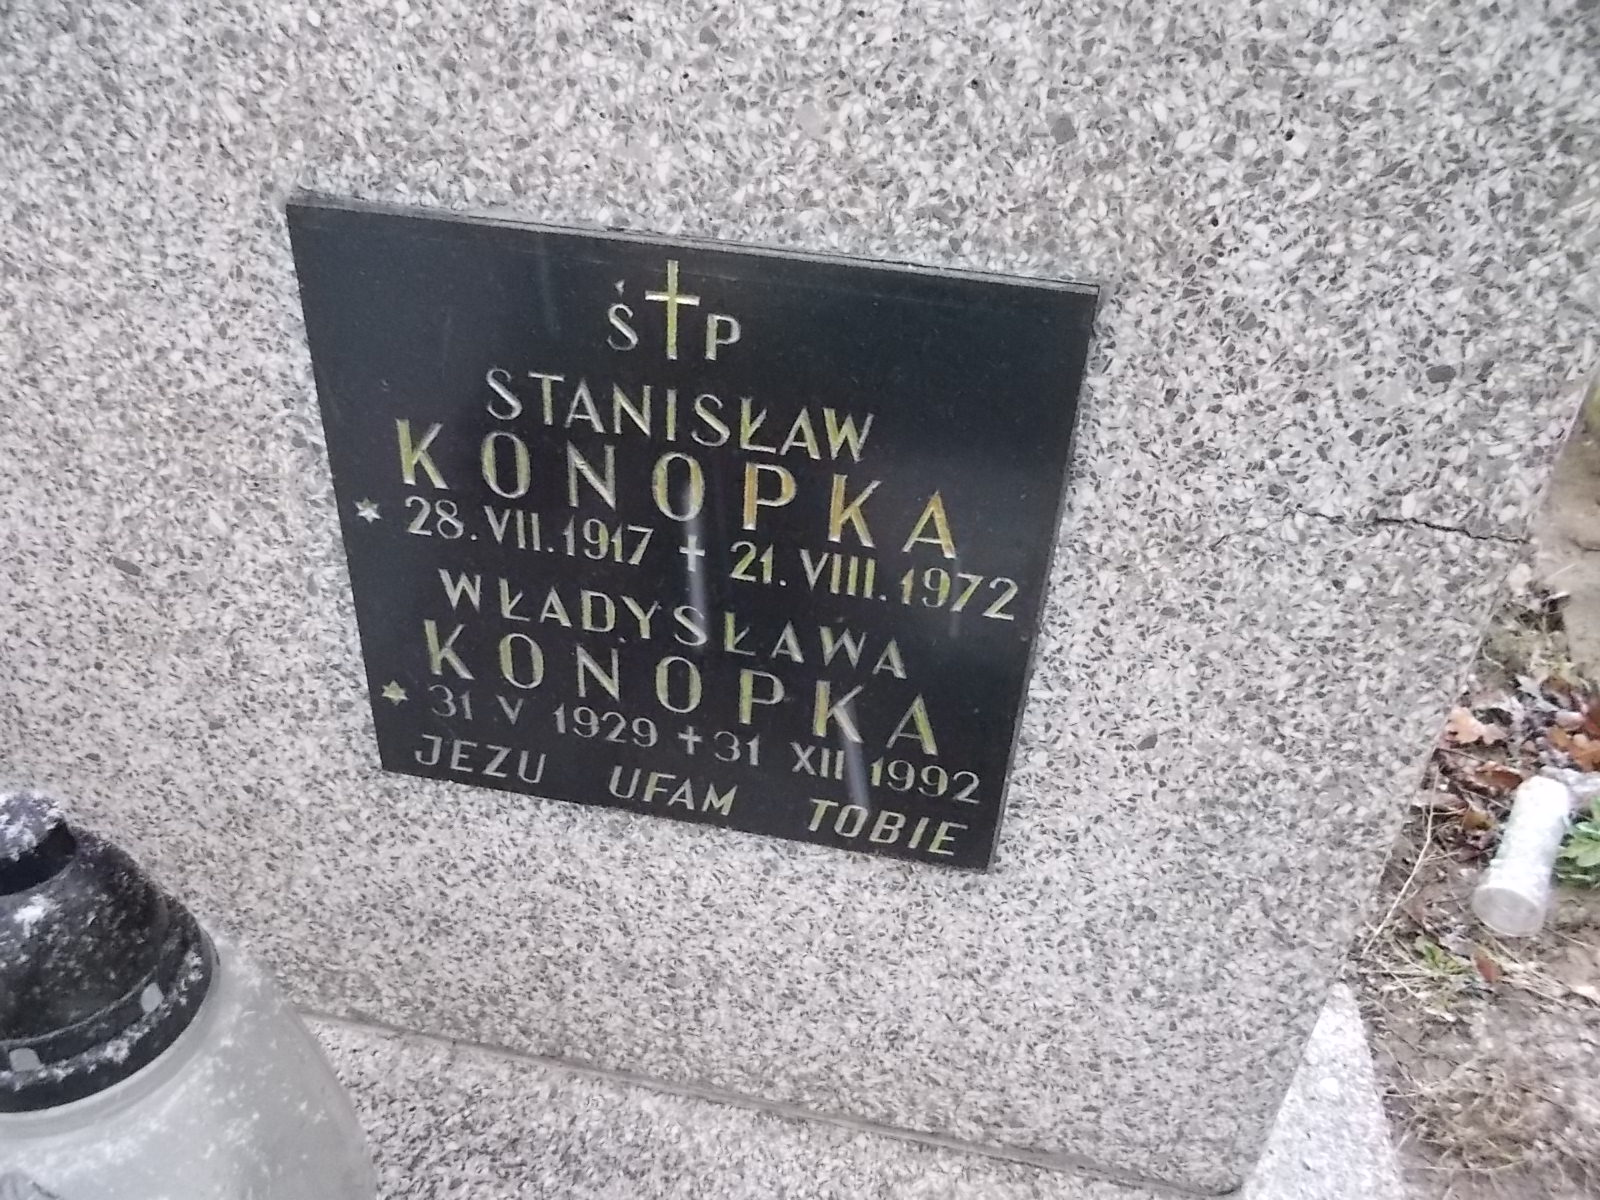 Ś✝P
STANISŁAW
KONOPKA
* 28.VII.1917 + 21.VIII.1972
WŁADYSŁAWA
KONOPKA
* 31 V 1929 + 31 XII 1992
JEZU UFAM TOBIE